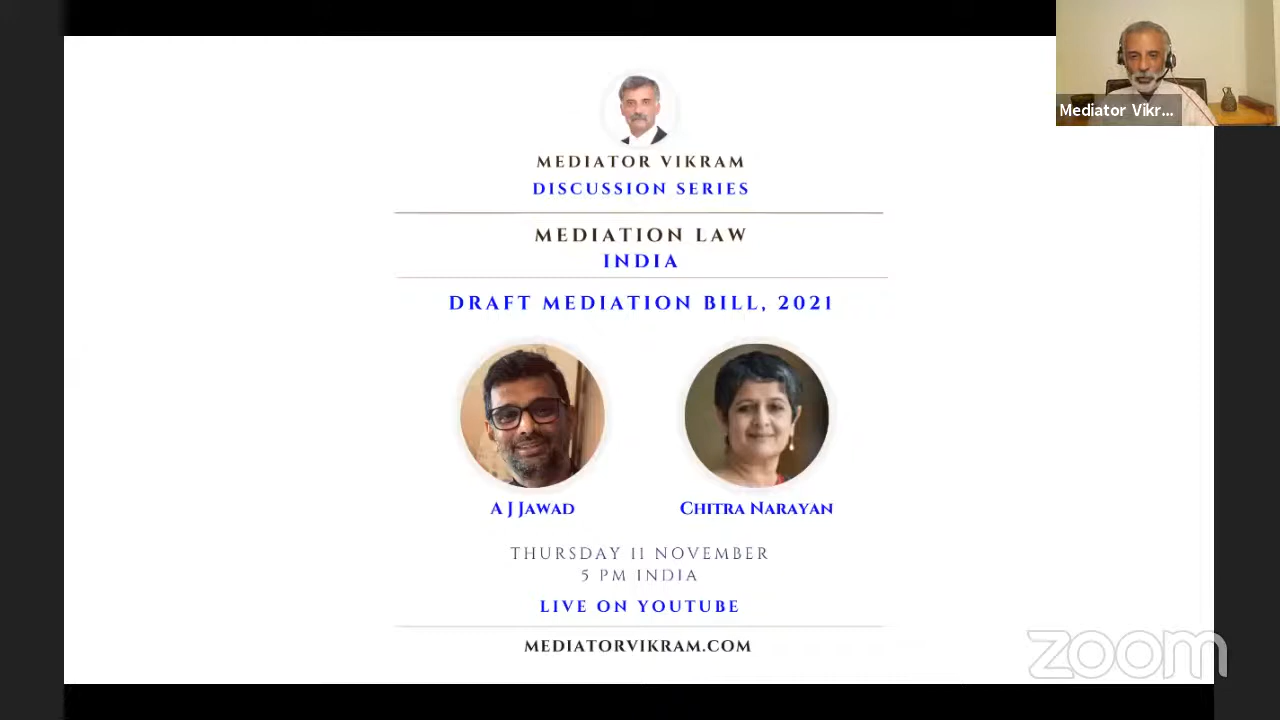 MEDIATOR VIKRAM
DISCUSSION SERIES
MEDIATION LAW
INDIA
DRAFT MEDIATION BILL, 2021
A J JAWAD
CHITRA NARAYAN
THURSDAY 11 NOVEMBER
5 PM INDIA
LIVE ON YOUTUBE
MEDIATORVIKRAM.COM
Mediator Vikr...
zoom